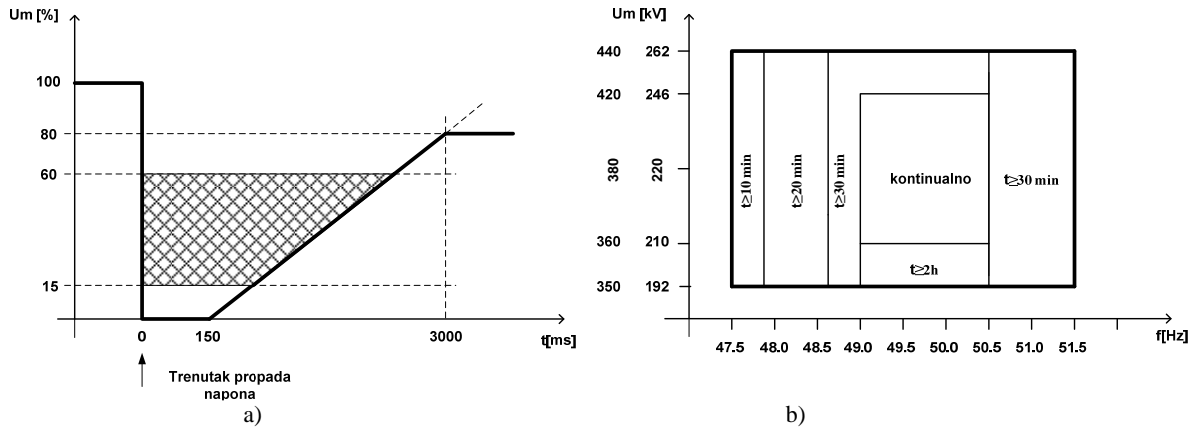 Um [%]
100
80
60
15
0
150
3000
t[ms]
Trenutak propada
napona
a)
Um [kV]
440 262
420 246
380
220
360 210
350 192
t≥10 min
t≥20 min
t≥30 min
kontinualno
t≥2h
t≥30 min
47.5 48.0 48.5 49.0 49.5 50.0 50.5 51.0 51.5
f[Hz]
b)